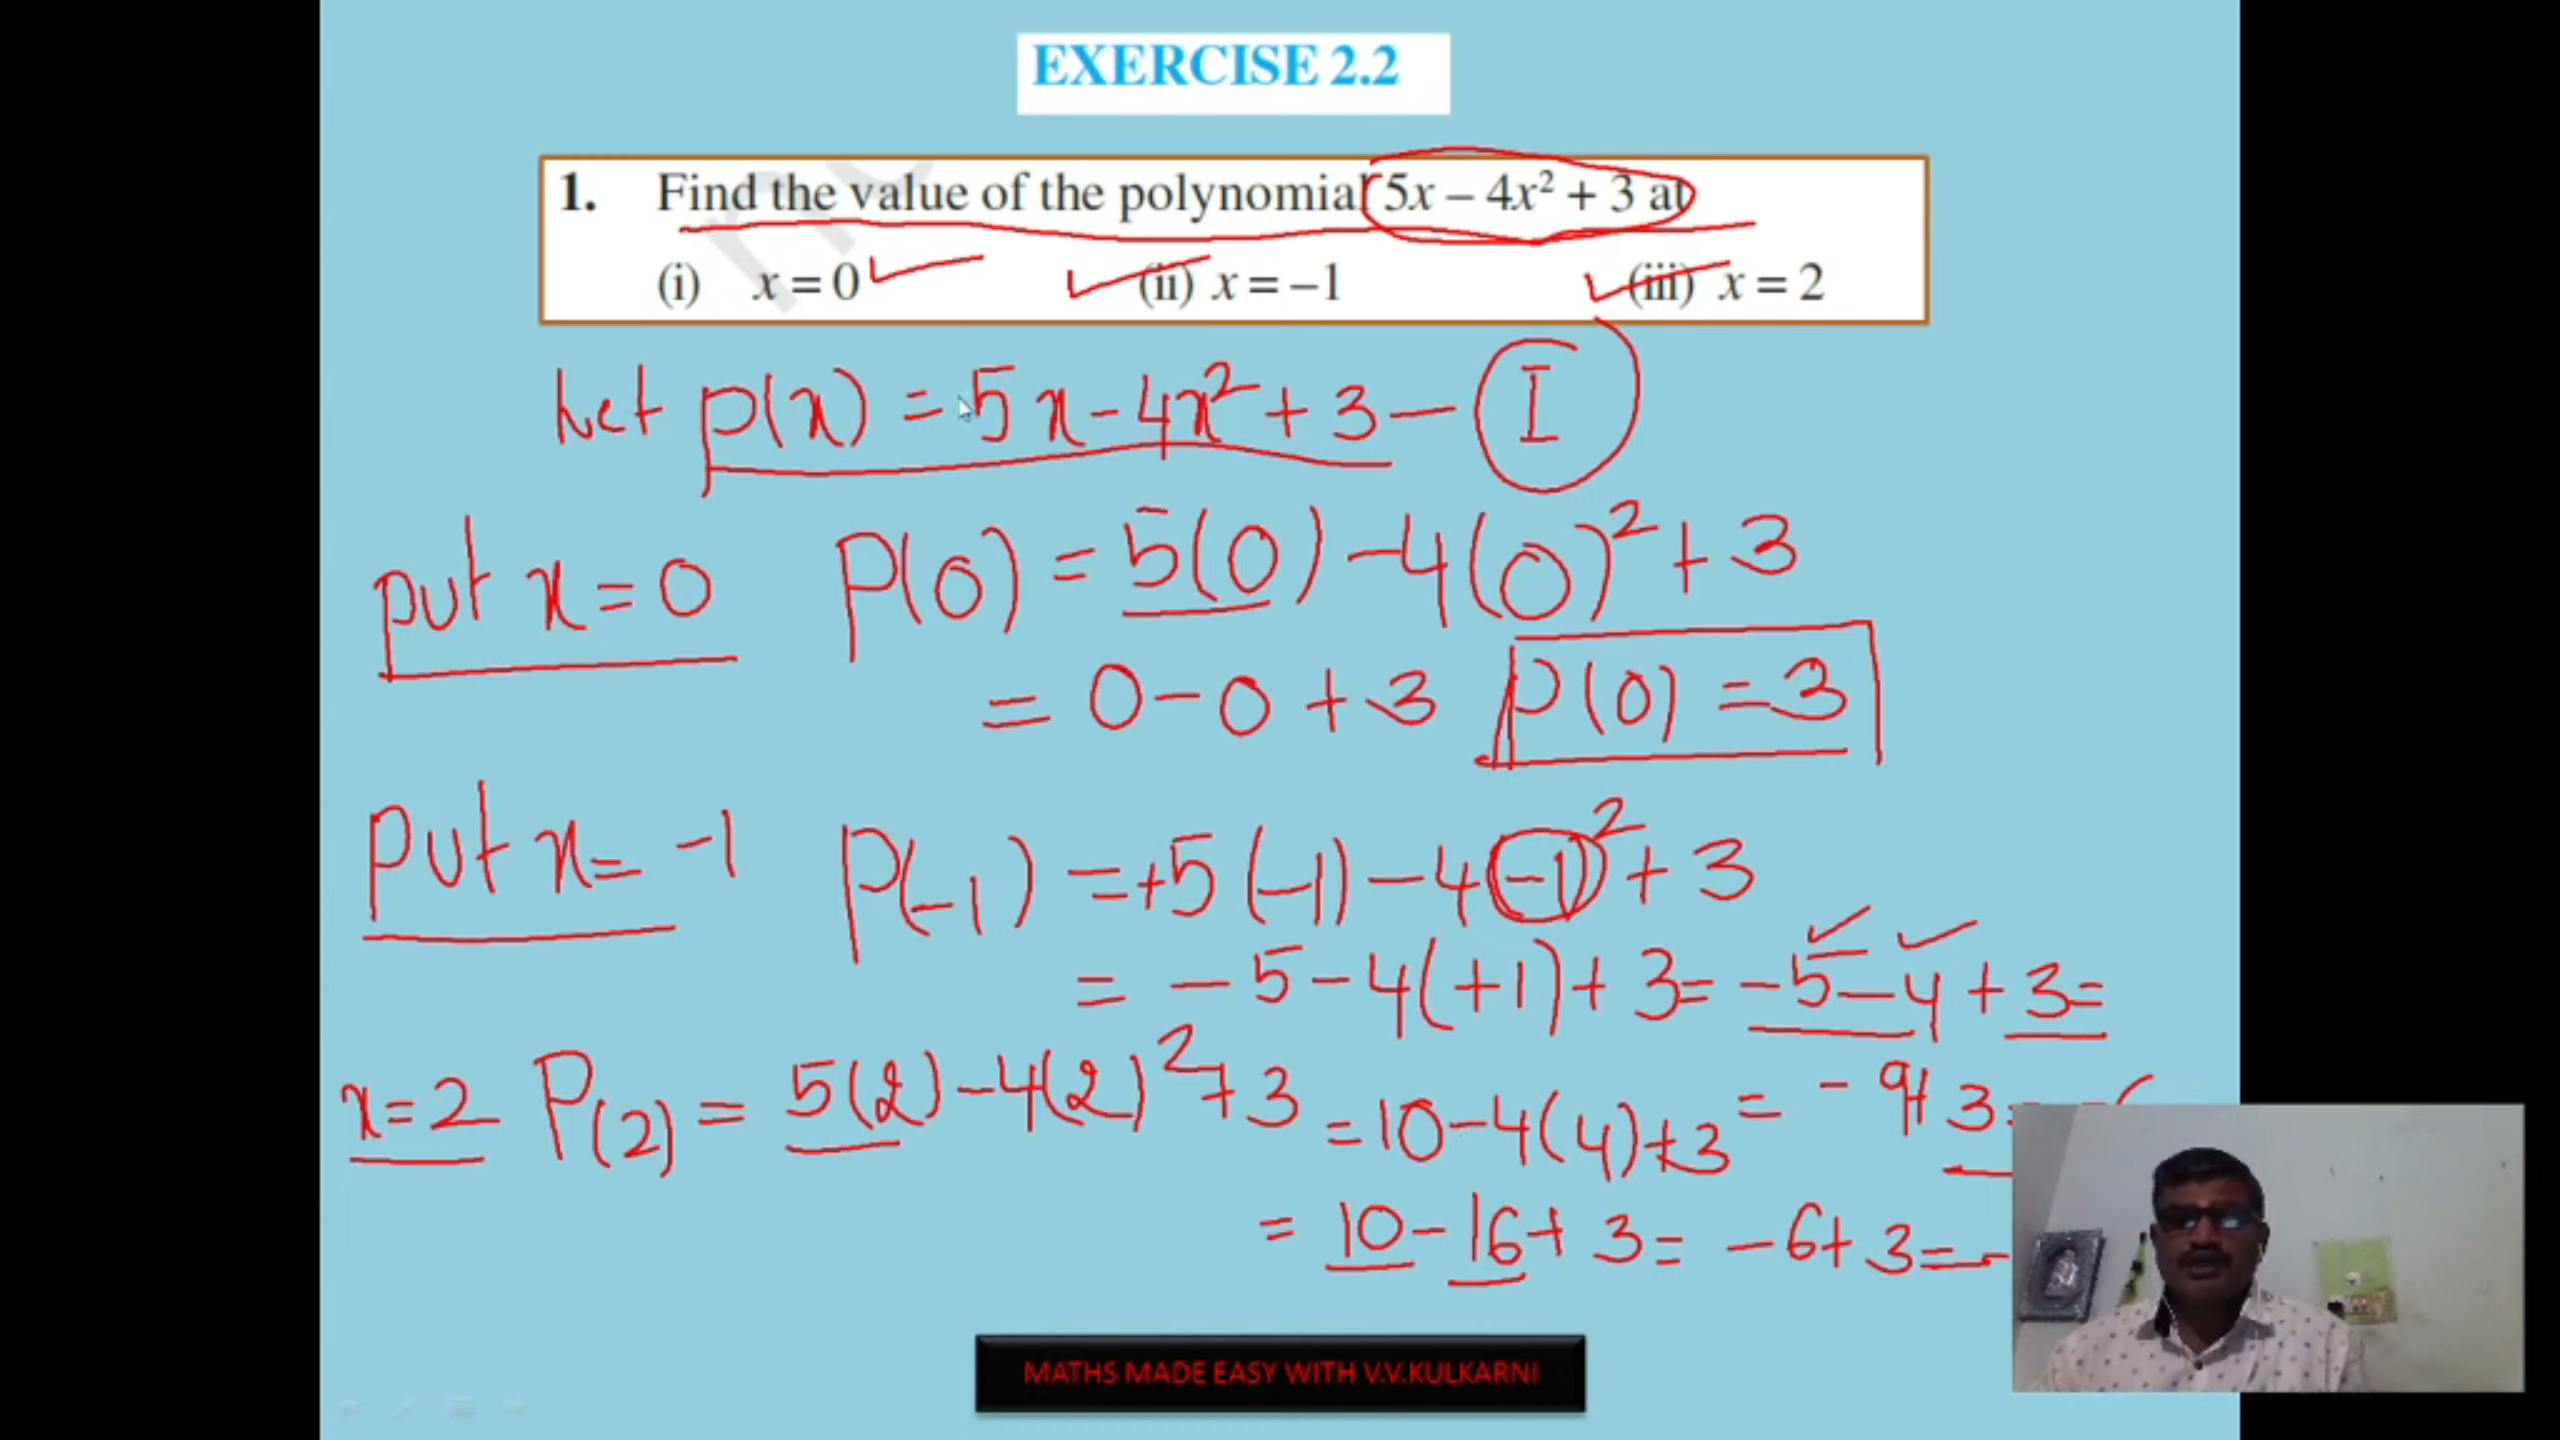 EXERCISE 2.2
1. Find the value of the polynomial 5x – 4x² + 3 at
(i) x = 0 (ii) x = –1 (iii) x = 2
Let p(x) = 5x - 4x² + 3 — I
put x = 0 P(0) = 5(0) - 4(0)² + 3
= 0 - 0 + 3 P(0) = 3
Put x = -1 P(-1) = +5(-1) - 4(-1)² + 3
= -5 - 4(+1) + 3 = -5 - 4 + 3 =
- 9 + 3 =
x = 2 P(2) = 5(2) - 4(2)² + 3 = 10 - 4(4) + 3 =
= 10 - 16 + 3 = -6 + 3 = -
MATHS MADE EASY WITH V.V.KULKARNI